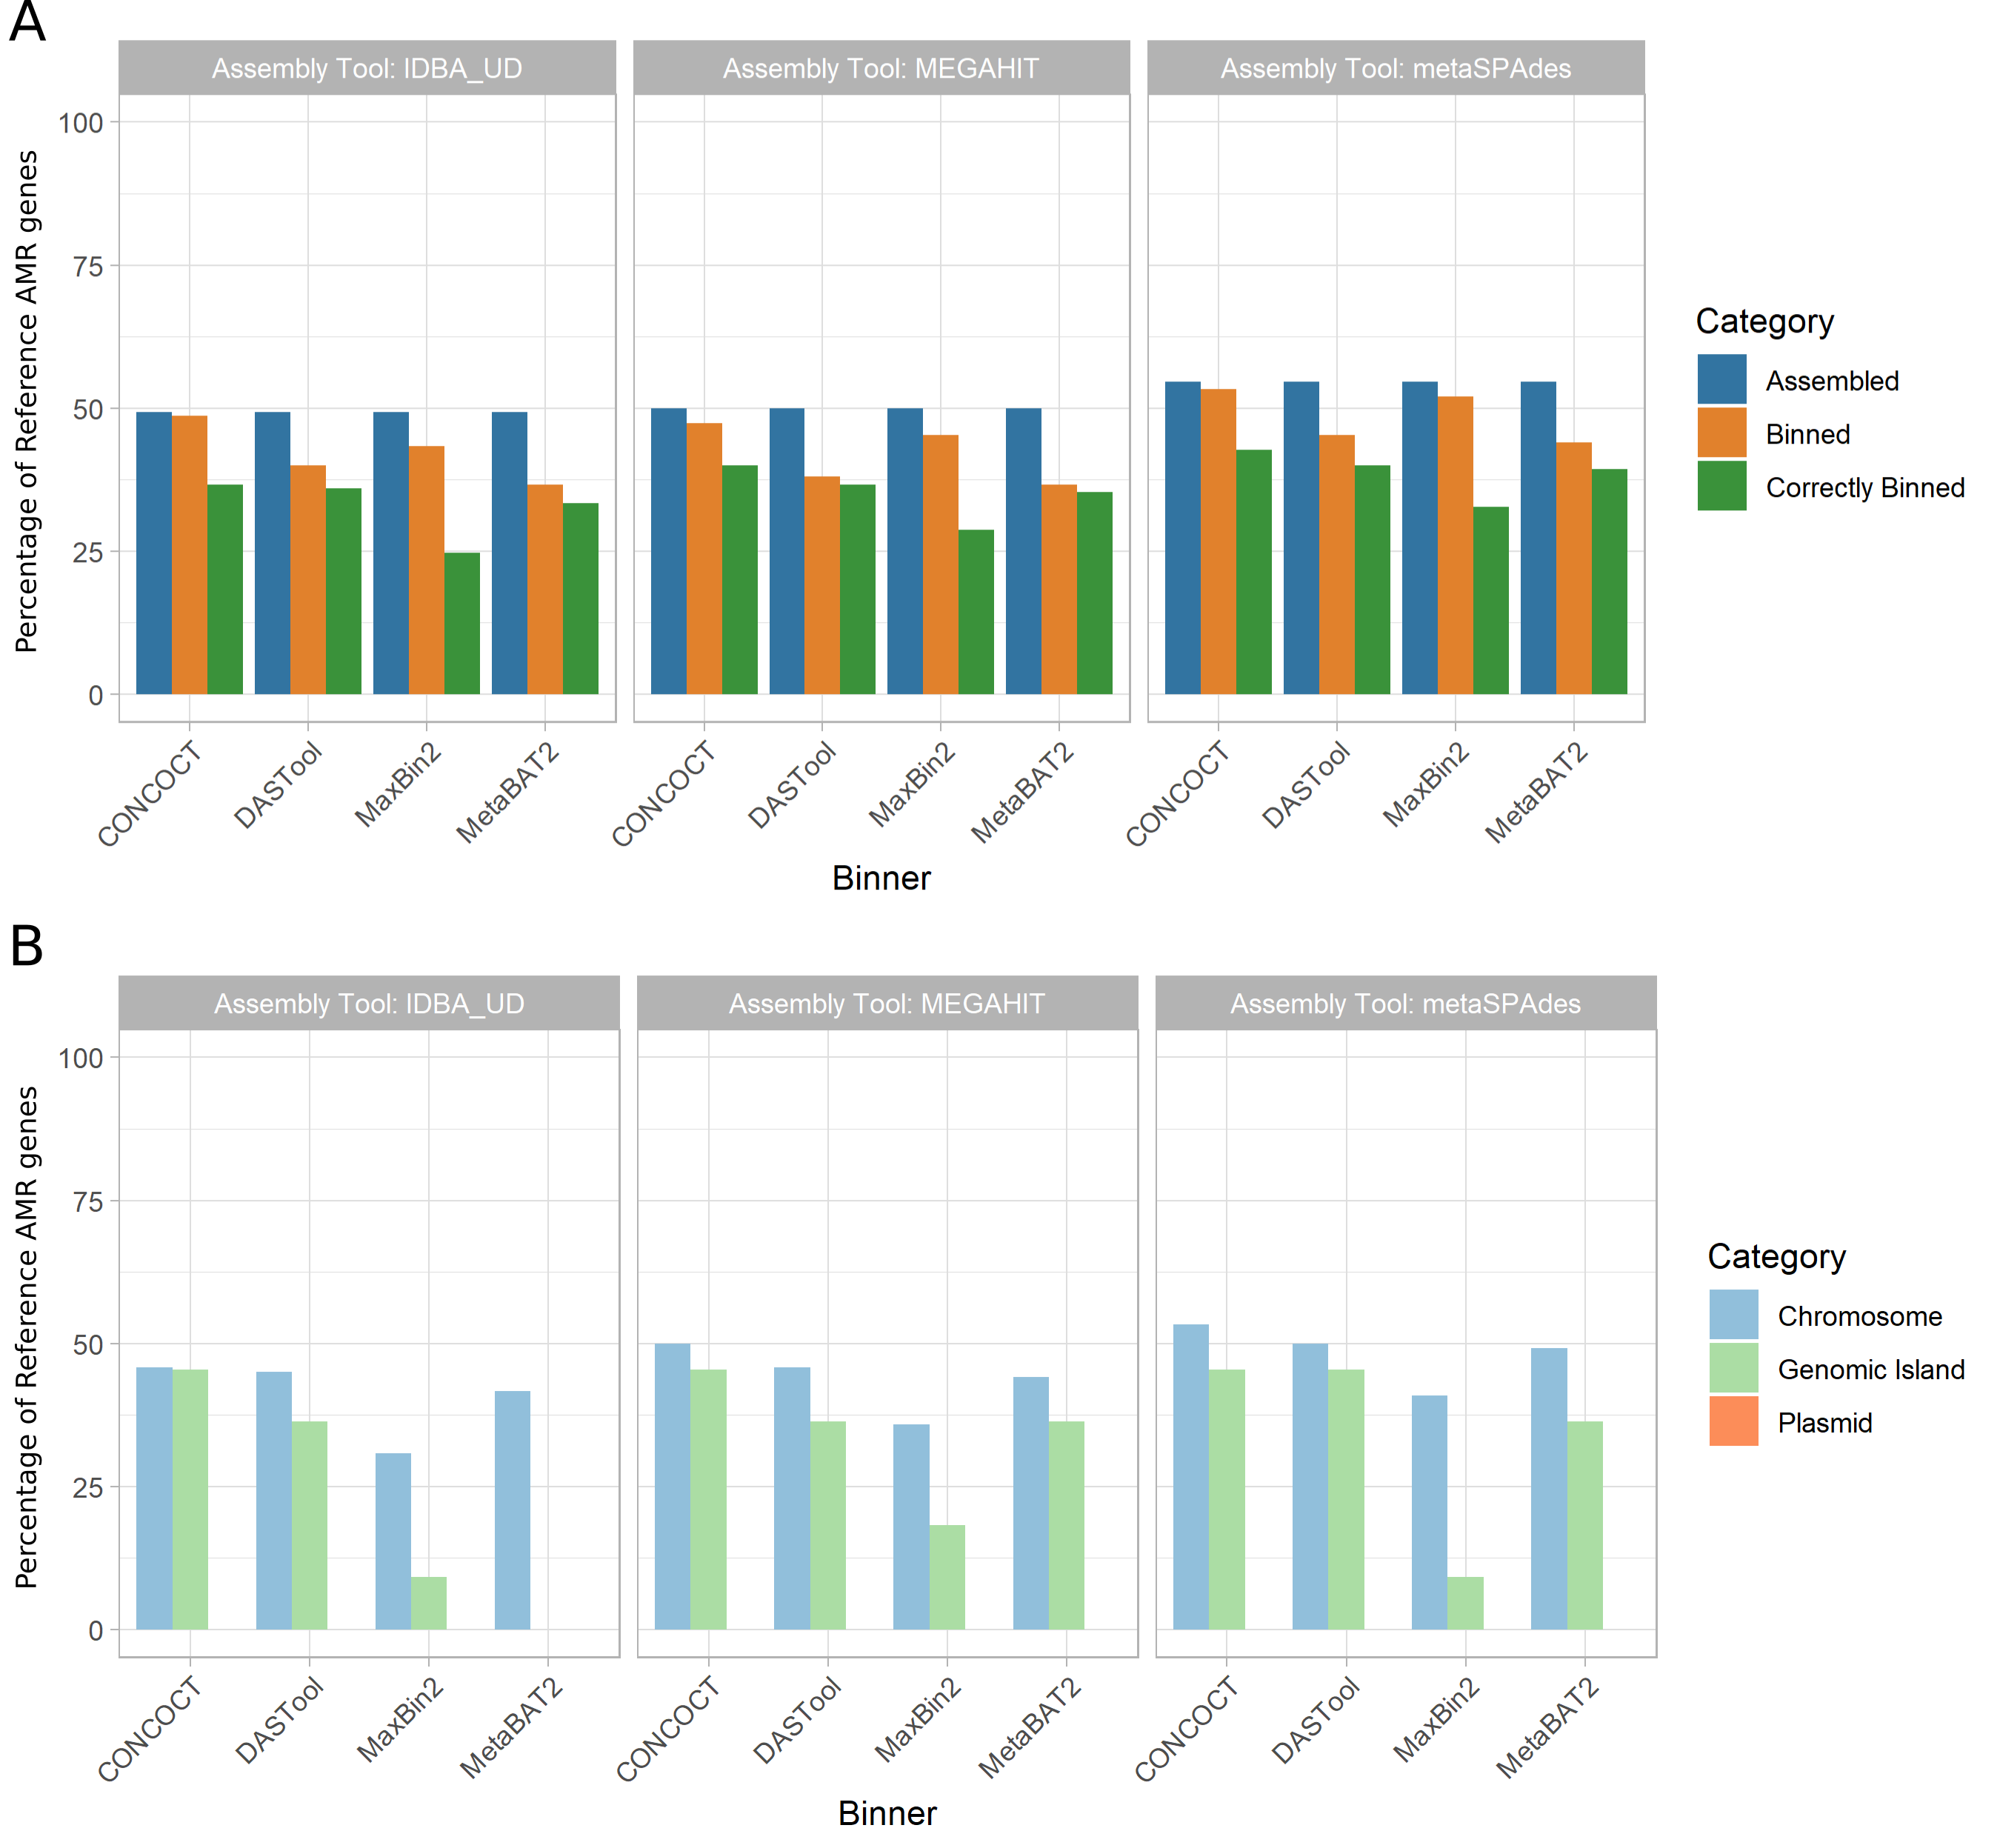 A
Assembly Tool: IDBA_UD
Assembly Tool: MEGAHIT
Assembly Tool: metaSPAdes
Percentage of Reference AMR genes
100
75
50
25
0
CONCOCT
DASTool
MaxBin2
MetaBAT2
CONCOCT
DASTool
MaxBin2
MetaBAT2
CONCOCT
DASTool
MaxBin2
MetaBAT2
Binner
Category
Assembled
Binned
Correctly Binned
B
Assembly Tool: IDBA_UD
Assembly Tool: MEGAHIT
Assembly Tool: metaSPAdes
Percentage of Reference AMR genes
100
75
50
25
0
CONCOCT
DASTool
MaxBin2
MetaBAT2
CONCOCT
DASTool
MaxBin2
MetaBAT2
CONCOCT
DASTool
MaxBin2
MetaBAT2
Binner
Category
Chromosome
Genomic Island
Plasmid